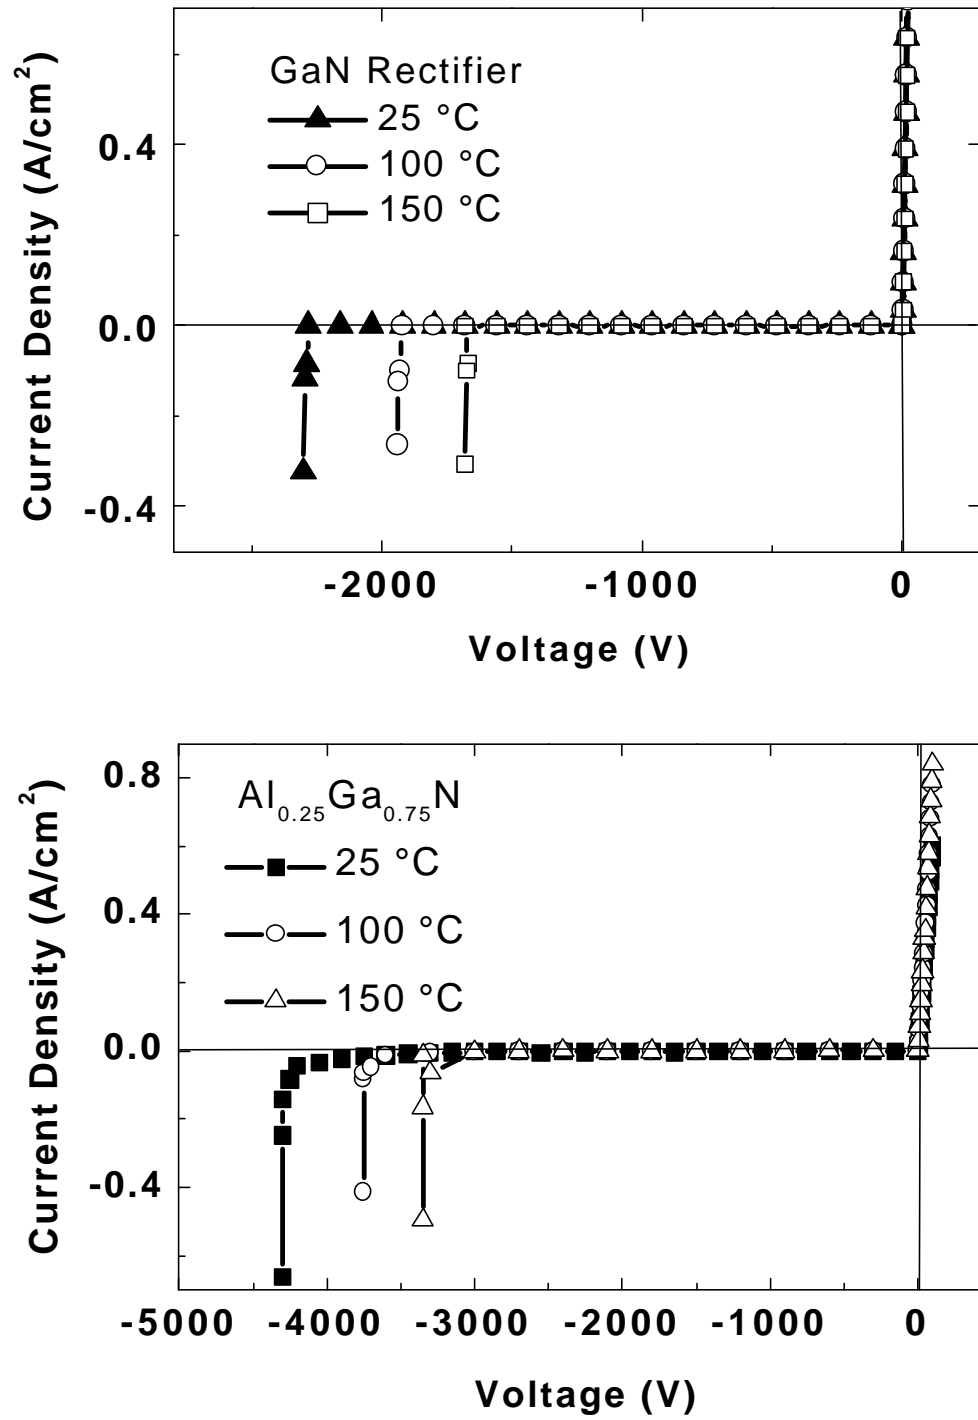 GaN Rectifier
25 °C
100 °C
150 °C
0.4
0.0
-0.4
Current Density (A/cm²)
-2000 -1000 0
Voltage (V)
Al₀.₂₅Ga₀.₇₅N
25 °C
100 °C
150 °C
0.8
0.4
0.0
-0.4
Current Density (A/cm²)
-5000 -4000 -3000 -2000 -1000 0
Voltage (V)